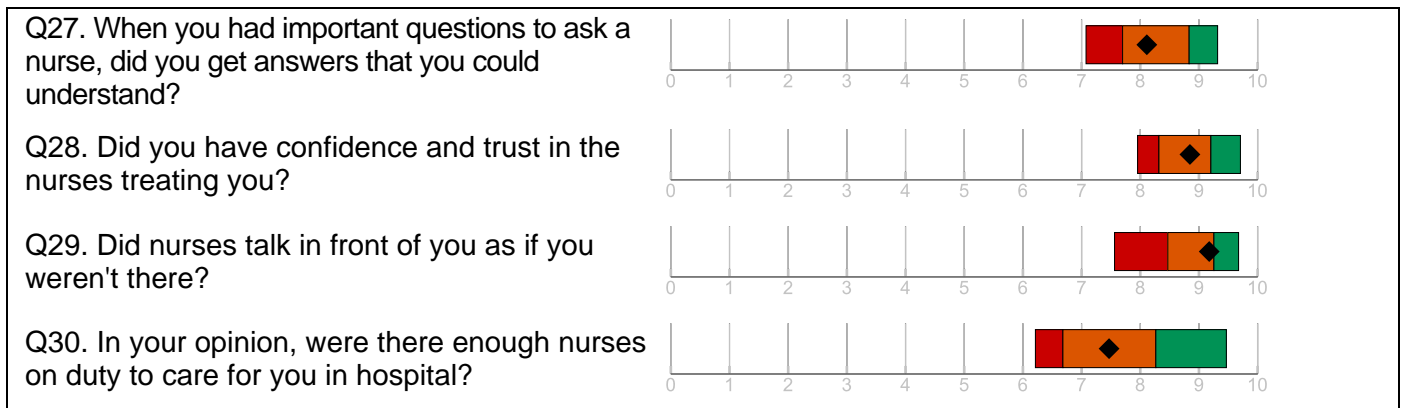 Q27. When you had important questions to ask a
nurse, did you get answers that you could
understand?
0 1 2 3 4 5 6 7 8 9 10
Q28. Did you have confidence and trust in the
nurses treating you?
0 1 2 3 4 5 6 7 8 9 10
Q29. Did nurses talk in front of you as if you
weren't there?
0 1 2 3 4 5 6 7 8 9 10
Q30. In your opinion, were there enough nurses
on duty to care for you in hospital?
0 1 2 3 4 5 6 7 8 9 10